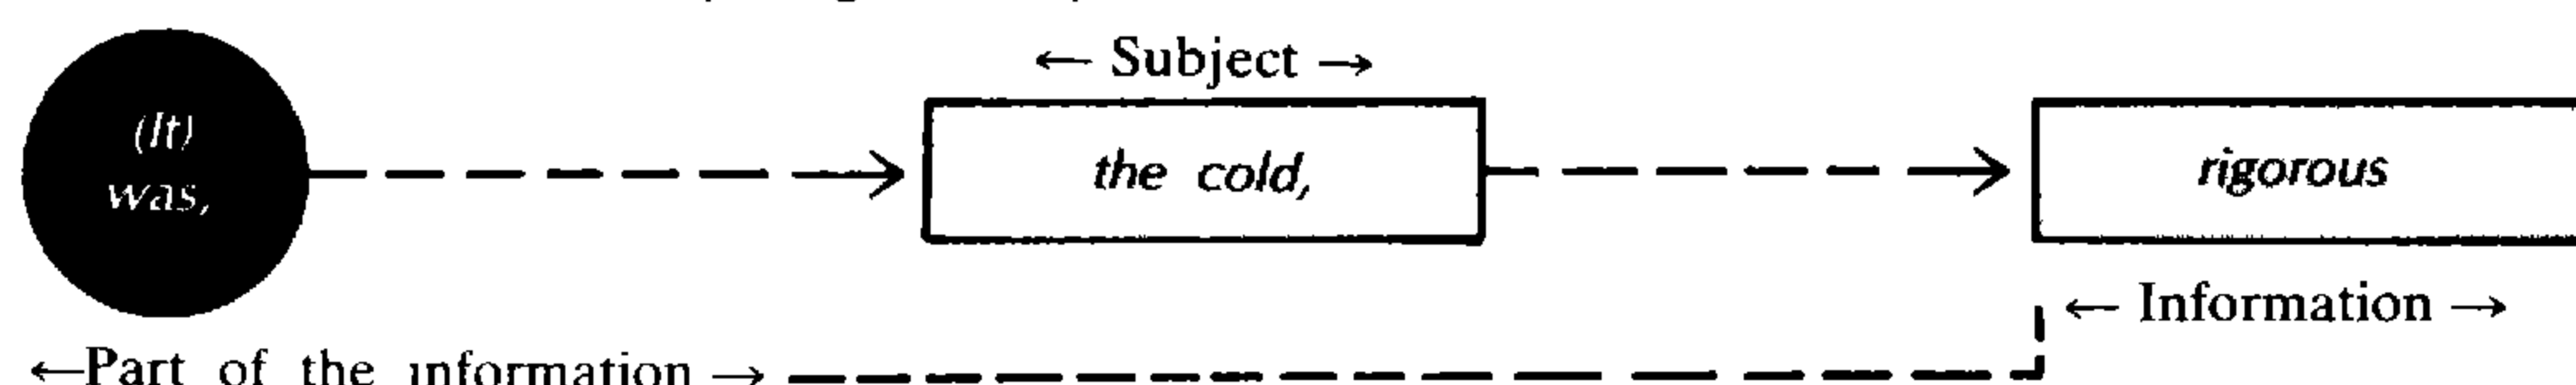 ← Subject →
(It)
was,
the cold,
rigorous
← Information →
←Part of the information →